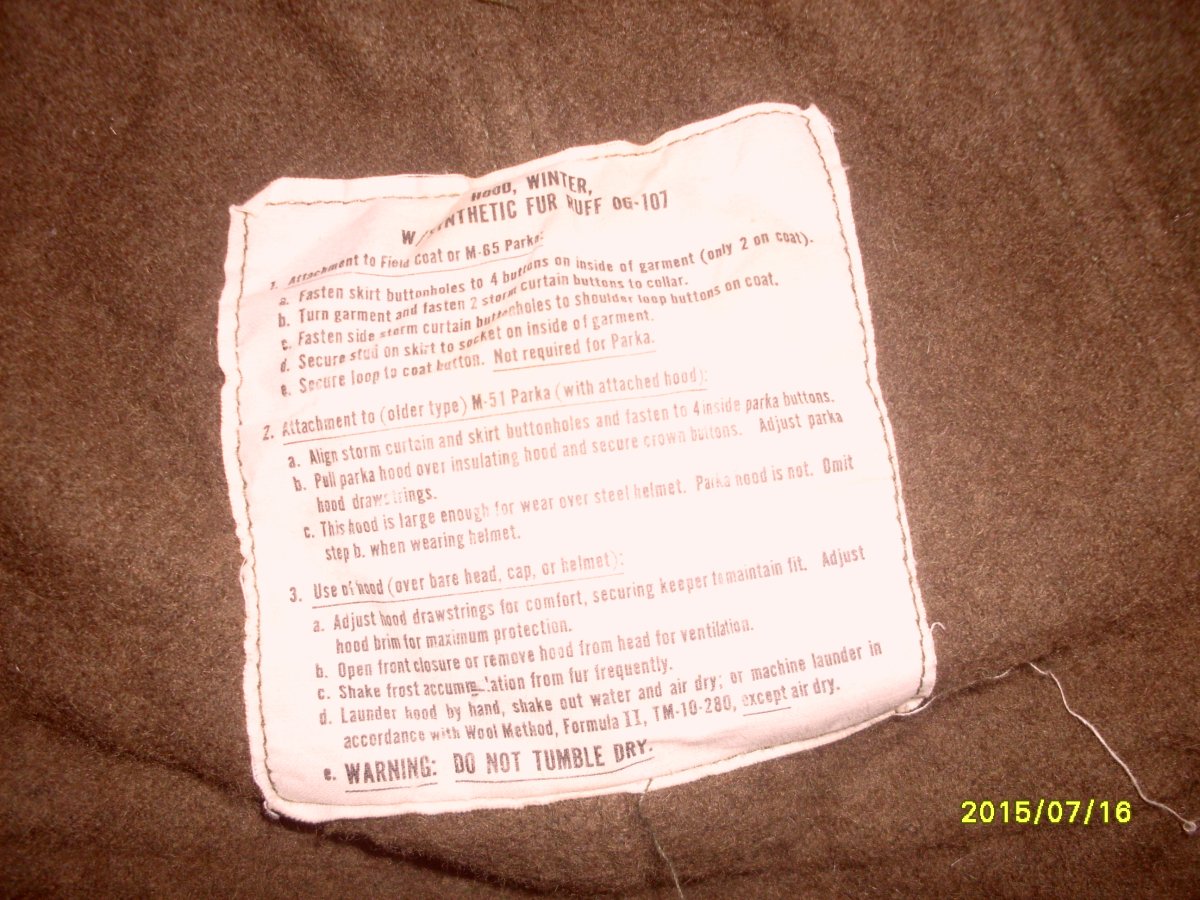 HOOD, WINTER,
W/SYNTHETIC FUR RUFF OG-107
1. Attachment to Field Coat or M-65 Parka:
a. Fasten skirt buttonholes to 4 buttons on inside of garment (only 2 on coat).
b. Turn garment and fasten 2 storm curtain buttons to collar.
c. Fasten side storm curtain buttonholes to shoulder loop buttons on coat.
d. Secure stud on skirt to socket on inside of garment.
e. Secure loop to coat button. Not required for Parka.
2. Attachment to (older type) M-51 Parka (with attached hood):
a. Align storm curtain and skirt buttonholes and fasten to 4 inside parka buttons.
b. Pull parka hood over insulating hood and secure crown buttons. Adjust parka
hood drawstrings.
c. This hood is large enough for wear over steel helmet. Parka hood is not. Omit
step b. when wearing helmet.
3. Use of hood (over bare head, cap, or helmet):
a. Adjust hood drawstrings for comfort, securing keeper to maintain fit. Adjust
hood brim for maximum protection.
b. Open front closure or remove hood from head for ventilation.
c. Shake frost accumulation from fur frequently.
d. Launder hood by hand, shake out water and air dry; or machine launder in
accordance with Wool Method, Formula II, TM-10-280, except air dry.
e. WARNING: DO NOT TUMBLE DRY.
2015/07/16